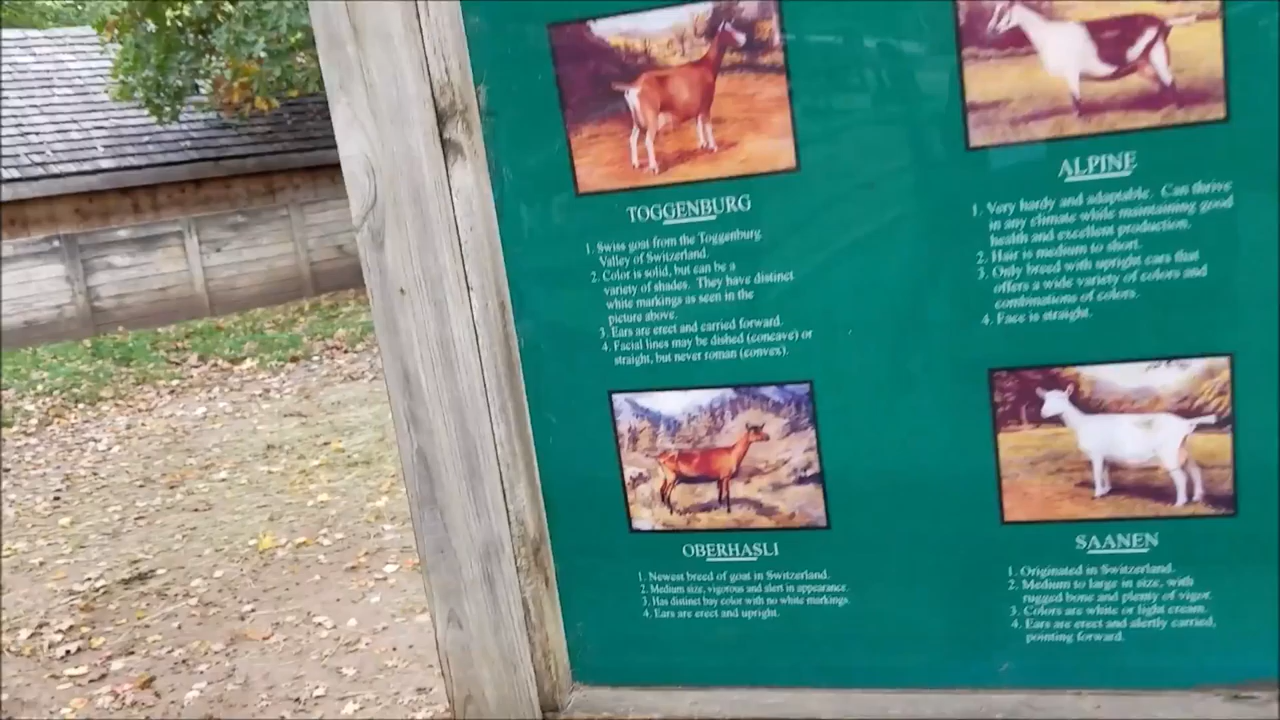 TOGGENBURG
1. Swiss goat from the Toggenburg
Valley of Switzerland.
2. Color is solid, but can be a
variety of shades. They have distinct
white markings as seen in the
picture above.
3. Ears are erect and carried forward.
4. Facial lines may be dished (concave) or
straight, but never roman (convex).
ALPINE
1. Very hardy and adaptable. Can thrive
in any climate while maintaining good
health and excellent production.
2. Hair is medium to short.
3. Only breed with upright ears that
offers a wide variety of colors and
combinations of colors.
4. Face is straight.
OBERHASLI
1. Newest breed of goat in Switzerland.
2. Medium size, vigorous and alert in appearance.
3. Has distinct bay color with no white markings.
4. Ears are erect and upright.
SAANEN
1. Originated in Switzerland.
2. Medium to large in size, with
rugged bone and plenty of vigor.
3. Colors are white or light cream.
4. Ears are erect and alertly carried,
pointing forward.